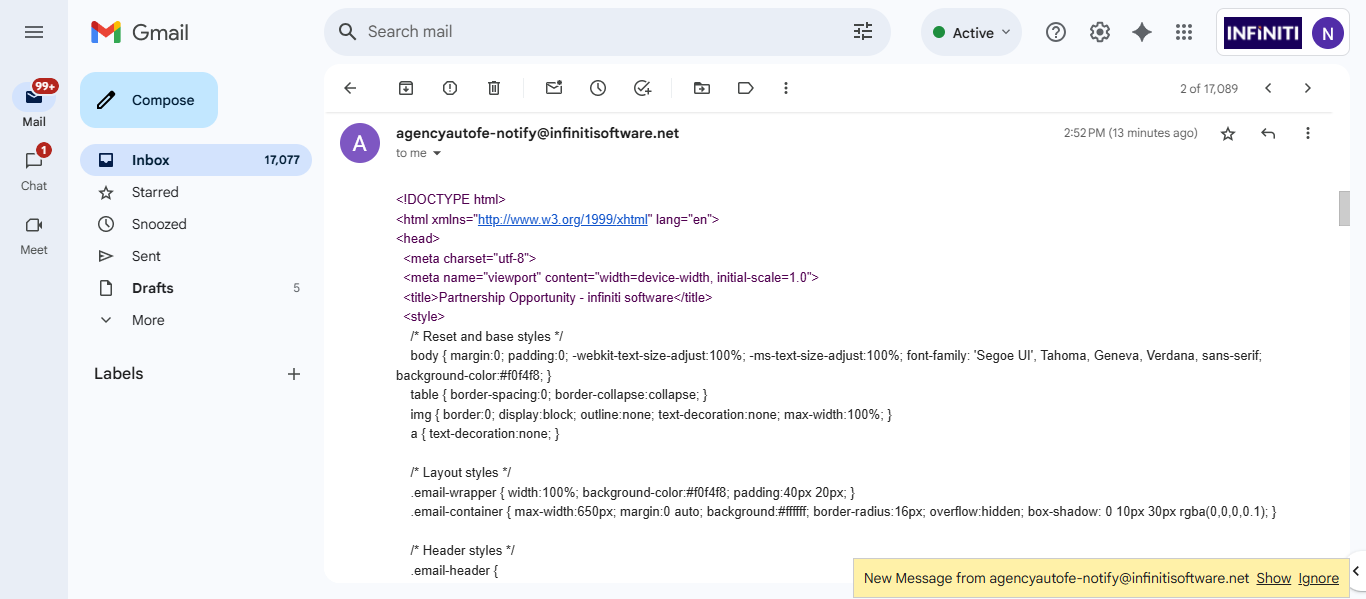 Gmail
Search mail
Active
INFINITI
N
99+
Mail
1
Chat
Meet
Compose
Inbox 17,077
Starred
Snoozed
Sent
Drafts 5
More
Labels
2 of 17,089
A
agencyautofe-notify@infinitisoftware.net
2:52 PM (13 minutes ago)
to me
<!DOCTYPE html>
<html xmlns="http://www.w3.org/1999/xhtml" lang="en">
<head>
<meta charset="utf-8">
<meta name="viewport" content="width=device-width, initial-scale=1.0">
<title>Partnership Opportunity - infiniti software</title>
<style>
/* Reset and base styles */
body { margin:0; padding:0; -webkit-text-size-adjust:100%; -ms-text-size-adjust:100%; font-family: 'Segoe UI', Tahoma, Geneva, Verdana, sans-serif;
background-color:#f0f4f8; }
table { border-spacing:0; border-collapse:collapse; }
img { border:0; display:block; outline:none; text-decoration:none; max-width:100%; }
a { text-decoration:none; }
/* Layout styles */
.email-wrapper { width:100%; background-color:#f0f4f8; padding:40px 20px; }
.email-container { max-width:650px; margin:0 auto; background:#ffffff; border-radius:16px; overflow:hidden; box-shadow: 0 10px 30px rgba(0,0,0,0.1); }
/* Header styles */
.email-header {
New Message from agencyautofe-notify@infinitisoftware.net Show Ignore